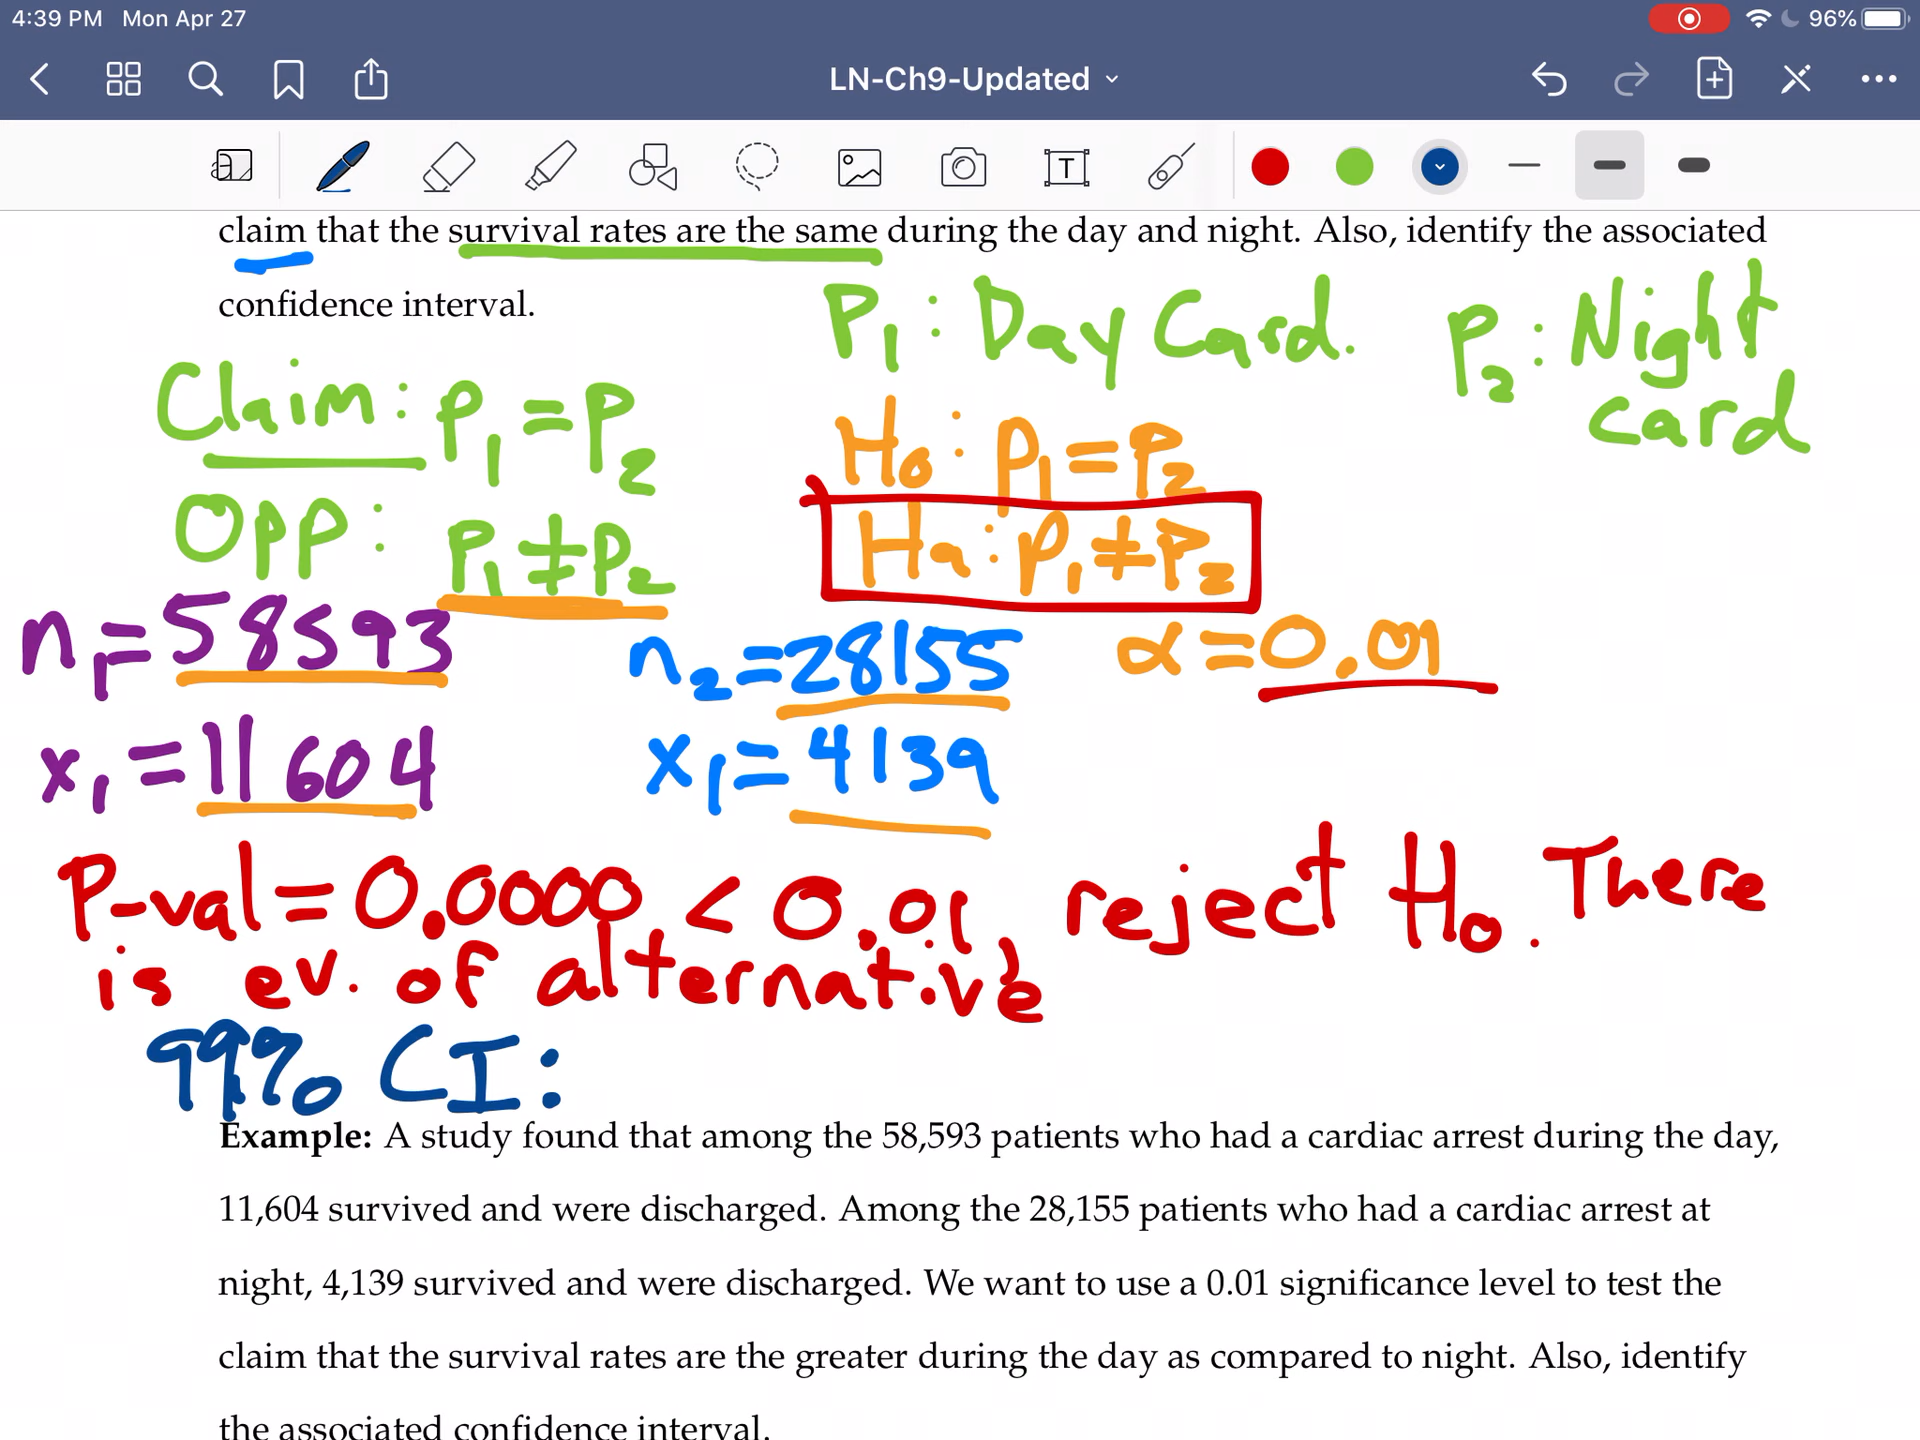 4:39 PM Mon Apr 27 96%
LN-Ch9-Updated
a T
claim that the survival rates are the same during the day and night. Also, identify the associated
confidence interval.
P1 : Day Card. P2 : Night card
Claim: P1 = P2
H0 : P1 = P2
Opp : P1 ≠ P2
Ha : P1 ≠ P2
n1 = 58593 n2 = 28155 α = 0.01
x1 = 11604 x1 = 4139
P-val = 0.0000 < 0.01, reject H0. There
is ev. of alternative
99% CI:
Example: A study found that among the 58,593 patients who had a cardiac arrest during the day,
11,604 survived and were discharged. Among the 28,155 patients who had a cardiac arrest at
night, 4,139 survived and were discharged. We want to use a 0.01 significance level to test the
claim that the survival rates are the greater during the day as compared to night. Also, identify
the associated confidence interval.